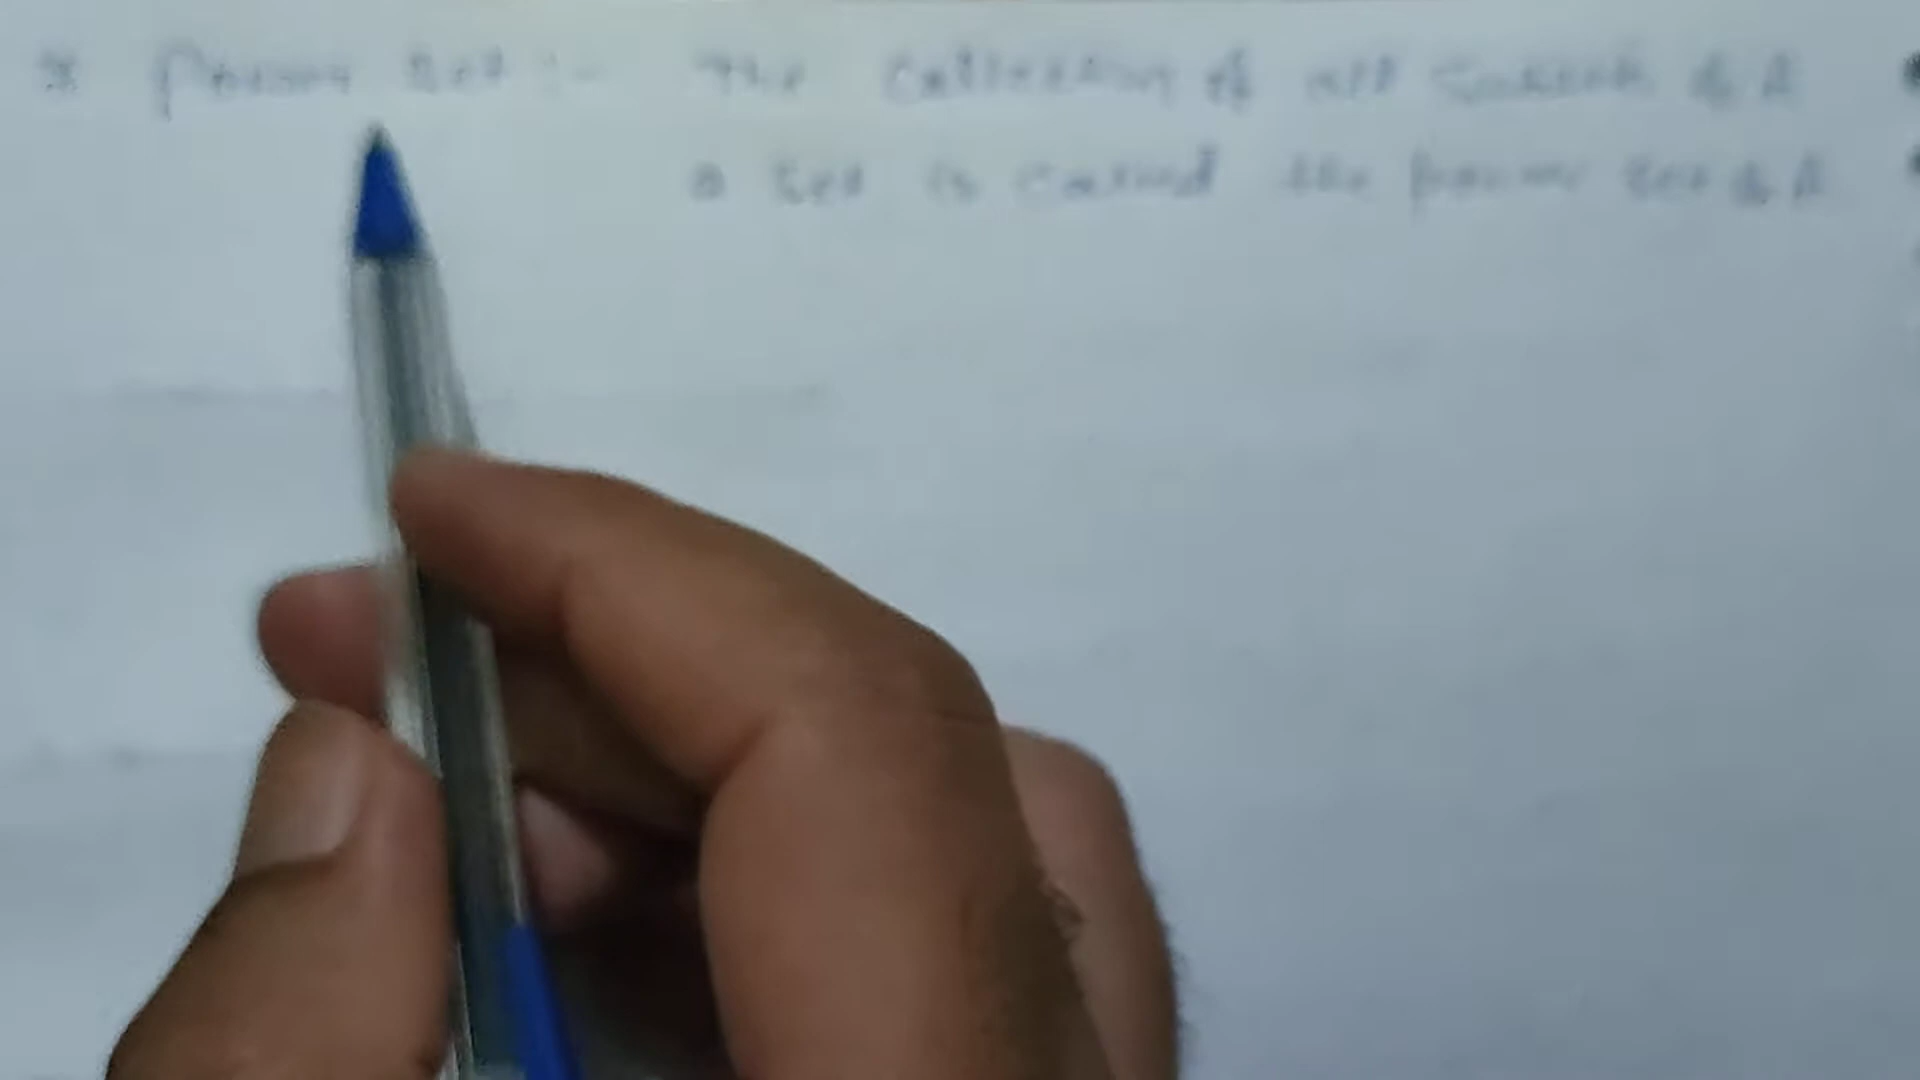 * Power Set :- The Collection of all Subsets of A
a Set is called the power set of A